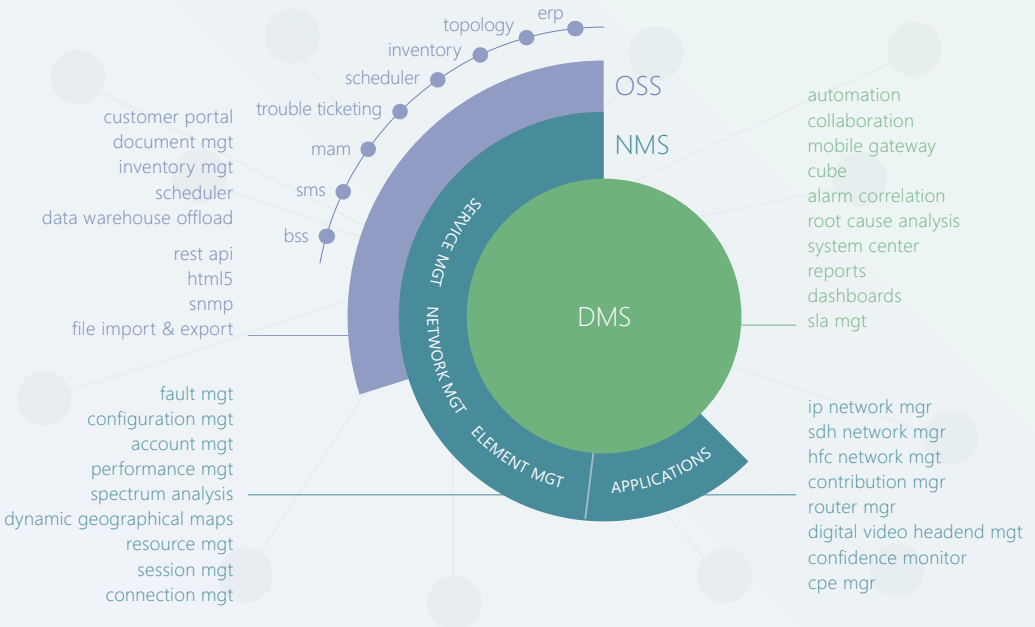 erp
topology
inventory
scheduler
trouble ticketing
mam
sms
bss
customer portal
document mgt
inventory mgt
scheduler
data warehouse offload
rest api
html5
snmp
file import & export
fault mgt
configuration mgt
account mgt
performance mgt
spectrum analysis
dynamic geographical maps
resource mgt
session mgt
connection mgt
OSS
NMS
SERVICE MGT
NETWORK MGT
ELEMENT MGT
APPLICATIONS
DMS
automation
collaboration
mobile gateway
cube
alarm correlation
root cause analysis
system center
reports
dashboards
sla mgt
ip network mgr
sdh network mgr
hfc network mgt
contribution mgr
router mgr
digital video headend mgt
confidence monitor
cpe mgr